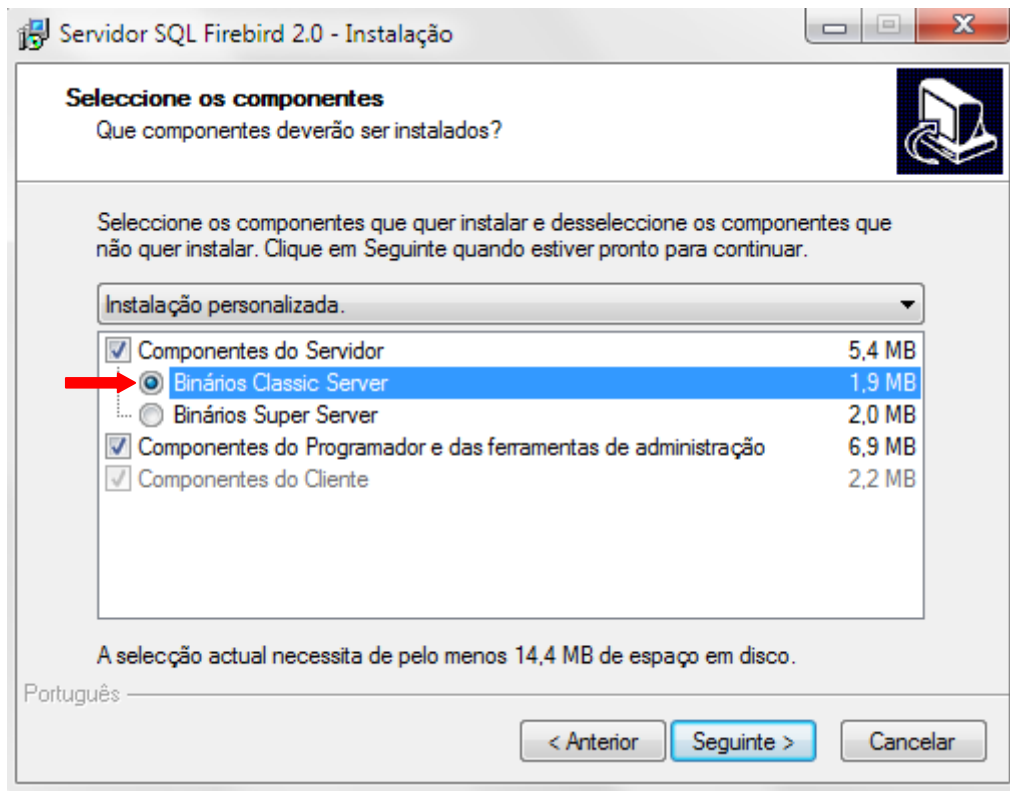 Servidor SQL Firebird 2.0 - Instalação
Seleccione os componentes
Que componentes deverão ser instalados?
Seleccione os componentes que quer instalar e desseleccione os componentes que
não quer instalar. Clique em Seguinte quando estiver pronto para continuar.
Instalação personalizada.
Componentes do Servidor 5,4 MB
Binários Classic Server 1,9 MB
Binários Super Server 2,0 MB
Componentes do Programador e das ferramentas de administração 6,9 MB
Componentes do Cliente 2,2 MB
A selecção actual necessita de pelo menos 14,4 MB de espaço em disco.
Português
< Anterior Seguinte > Cancelar